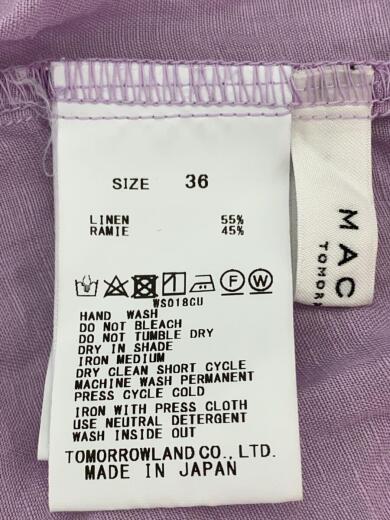 SIZE 36
LINEN 55%
RAMIE 45%
F W
WS018CU
HAND WASH
DO NOT BLEACH
DO NOT TUMBLE DRY
DRY IN SHADE
IRON MEDIUM
DRY CLEAN SHORT CYCLE
MACHINE WASH PERMANENT
PRESS CYCLE COLD
IRON WITH PRESS CLOTH
USE NEUTRAL DETERGENT
WASH INSIDE OUT
TOMORROWLAND CO., LTD.
MADE IN JAPAN
MAC
TOMOR